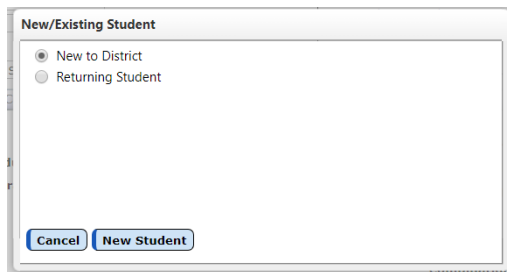 New/Existing Student
New to District
Returning Student
Cancel New Student